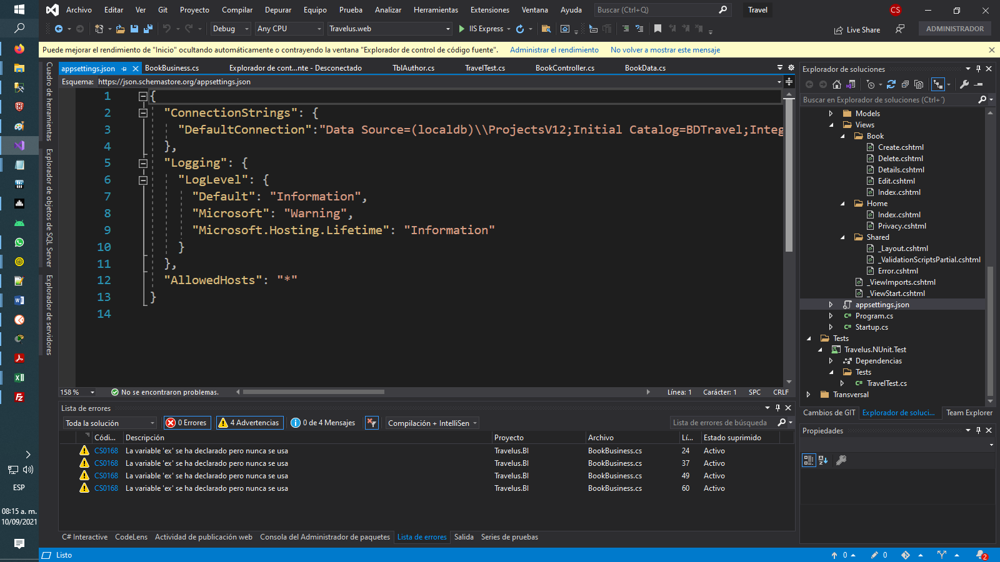 Archivo Editar Ver Git Proyecto Compilar Depurar Equipo Prueba Analizar Herramientas Extensiones Ventana Ayuda Buscar (Ctrl+Q) Travel CS
Debug Any CPU Travelus.web IIS Express Live Share ADMINISTRADOR
Puede mejorar el rendimiento de "Inicio" ocultando automáticamente o contrayendo la ventana "Explorador de control de código fuente". Administrar el rendimiento No volver a mostrar este mensaje
Cuadro de herramientas
Explorador de objetos de SQL Server
Explorador de servidores
appsettings.json BookBusiness.cs Explorador de cont...nte - Desconectado TblAuthor.cs TravelTest.cs BookController.cs BookData.cs
Esquema: https://json.schemastore.org/appsettings.json
1 {
2 "ConnectionStrings": {
3 "DefaultConnection":"Data Source=(localdb)\\ProjectsV12;Initial Catalog=BDTravel;Integ
4 },
5 "Logging": {
6 "LogLevel": {
7 "Default": "Information",
8 "Microsoft": "Warning",
9 "Microsoft.Hosting.Lifetime": "Information"
10 }
11 },
12 "AllowedHosts": "*"
13 }
14
158 % No se encontraron problemas. Línea: 1 Carácter: 1 SPC CRLF
Lista de errores
Toda la solución 0 Errores 4 Advertencias 0 de 4 Mensajes Compilación + IntelliSen Lista de errores de búsqueda
Códi... Descripción Proyecto Archivo Lí... Estado suprimido
CS0168 La variable 'ex' se ha declarado pero nunca se usa Travelus.Bl BookBusiness.cs 24 Activo
CS0168 La variable 'ex' se ha declarado pero nunca se usa Travelus.Bl BookBusiness.cs 37 Activo
CS0168 La variable 'ex' se ha declarado pero nunca se usa Travelus.Bl BookBusiness.cs 49 Activo
CS0168 La variable 'ex' se ha declarado pero nunca se usa Travelus.Bl BookBusiness.cs 60 Activo
C# Interactive CodeLens Actividad de publicación web Consola del Administrador de paquetes Lista de errores Salida Series de pruebas
Explorador de soluciones
Buscar en Explorador de soluciones (Ctrl+´)
Models
Views
Book
Create.cshtml
Delete.cshtml
Details.cshtml
Edit.cshtml
Index.cshtml
Home
Index.cshtml
Privacy.cshtml
Shared
_Layout.cshtml
_ValidationScriptsPartial.cshtml
Error.cshtml
_ViewImports.cshtml
_ViewStart.cshtml
appsettings.json
C# Program.cs
C# Startup.cs
Tests
Travelus.NUnit.Test
Dependencias
Tests
C# TravelTest.cs
Transversal
Cambios de GIT Explorador de soluci... Team Explorer
Propiedades
ESP
08:15 a. m.
10/09/2021
Listo 0 0 2